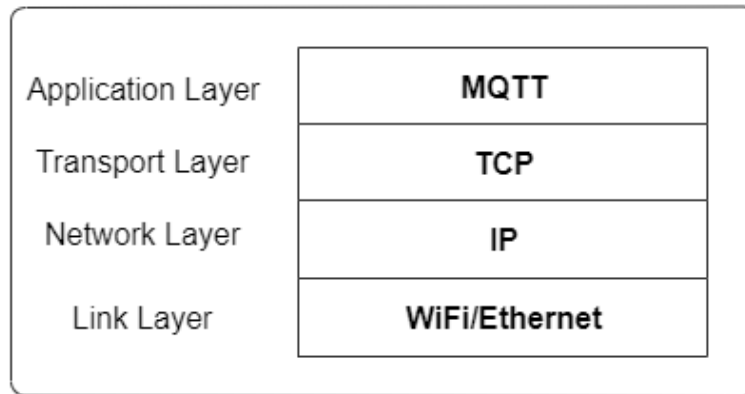 Application Layer MQTT
Transport Layer TCP
Network Layer IP
Link Layer WiFi/Ethernet